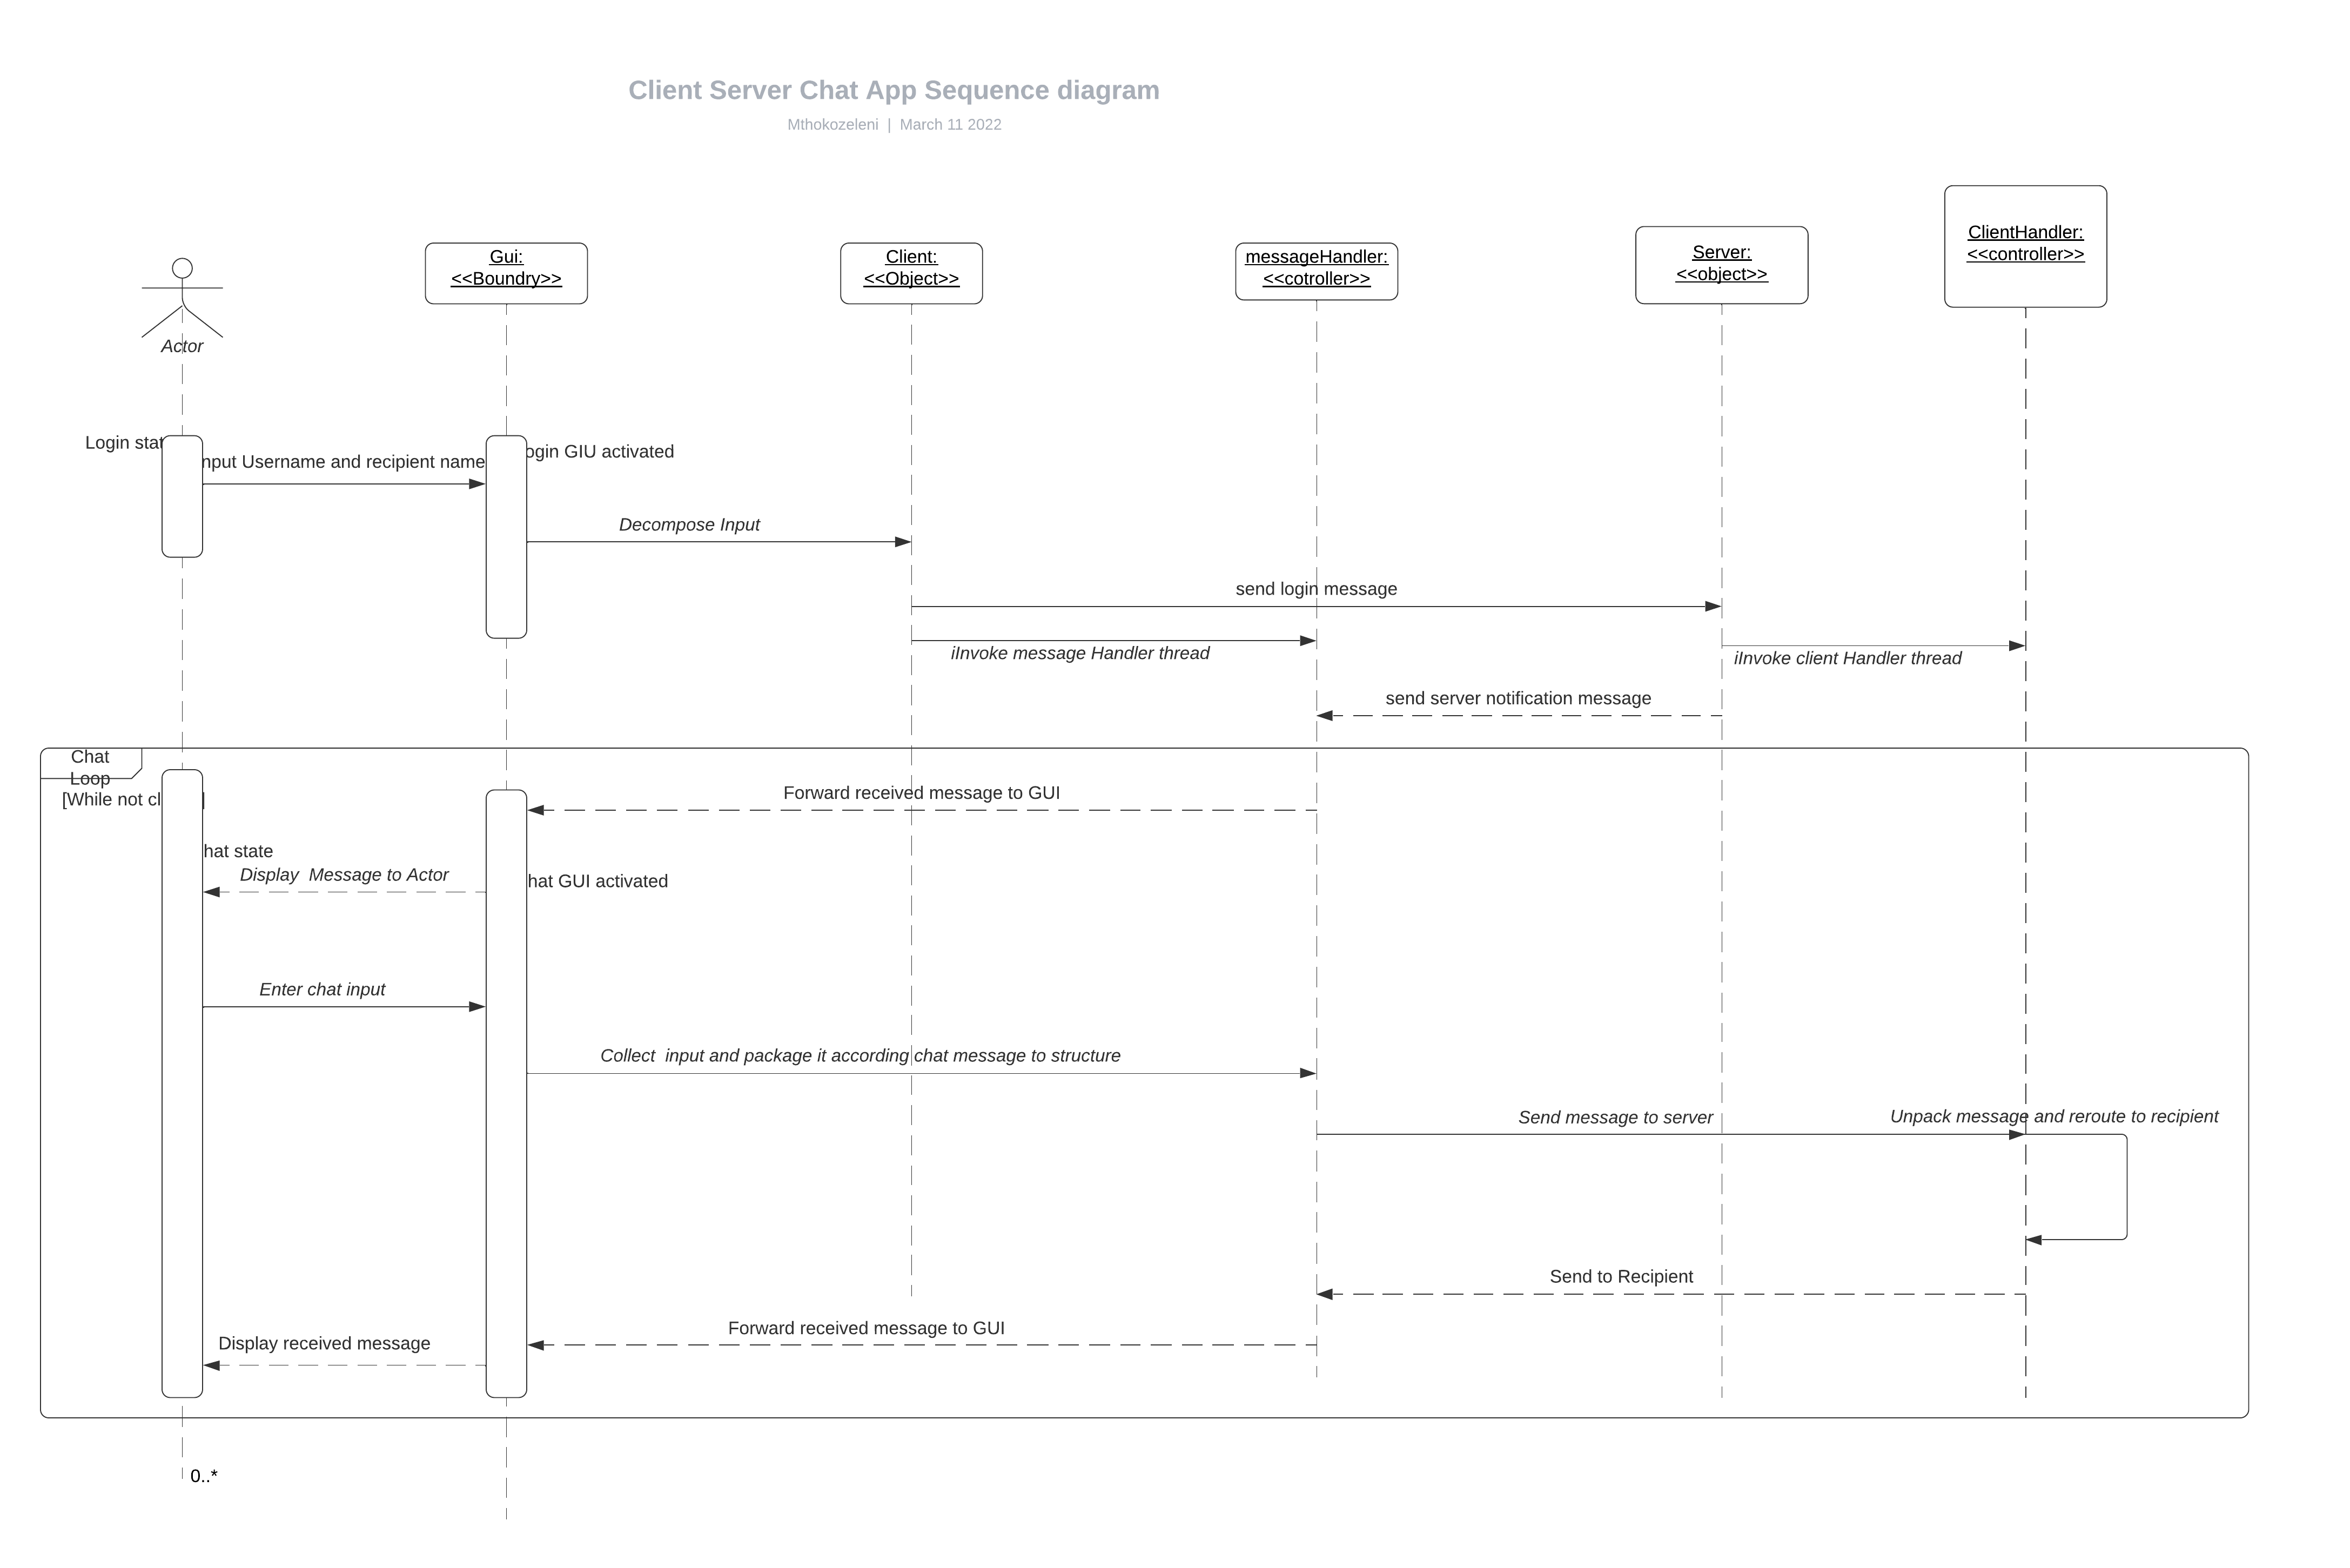 Client Server Chat App Sequence diagram
Mthokozeleni | March 11 2022
ClientHandler:
<<controller>>
Server:
<<object>>
Gui:
<<Boundry>>
Client:
<<Object>>
messageHandler:
<<cotroller>>
Actor
Login stat
ogin GIU activated
nput Username and recipient name
Decompose Input
send login message
iInvoke message Handler thread
iInvoke client Handler thread
send server notification message
Chat
Loop
[While not cl ]
Forward received message to GUI
hat state
Display  Message to Actor
hat GUI activated
Enter chat input
Collect  input and package it according chat message to structure
Send message to server
Unpack message and reroute to recipient
Send to Recipient
Forward received message to GUI
Display received message
0..*